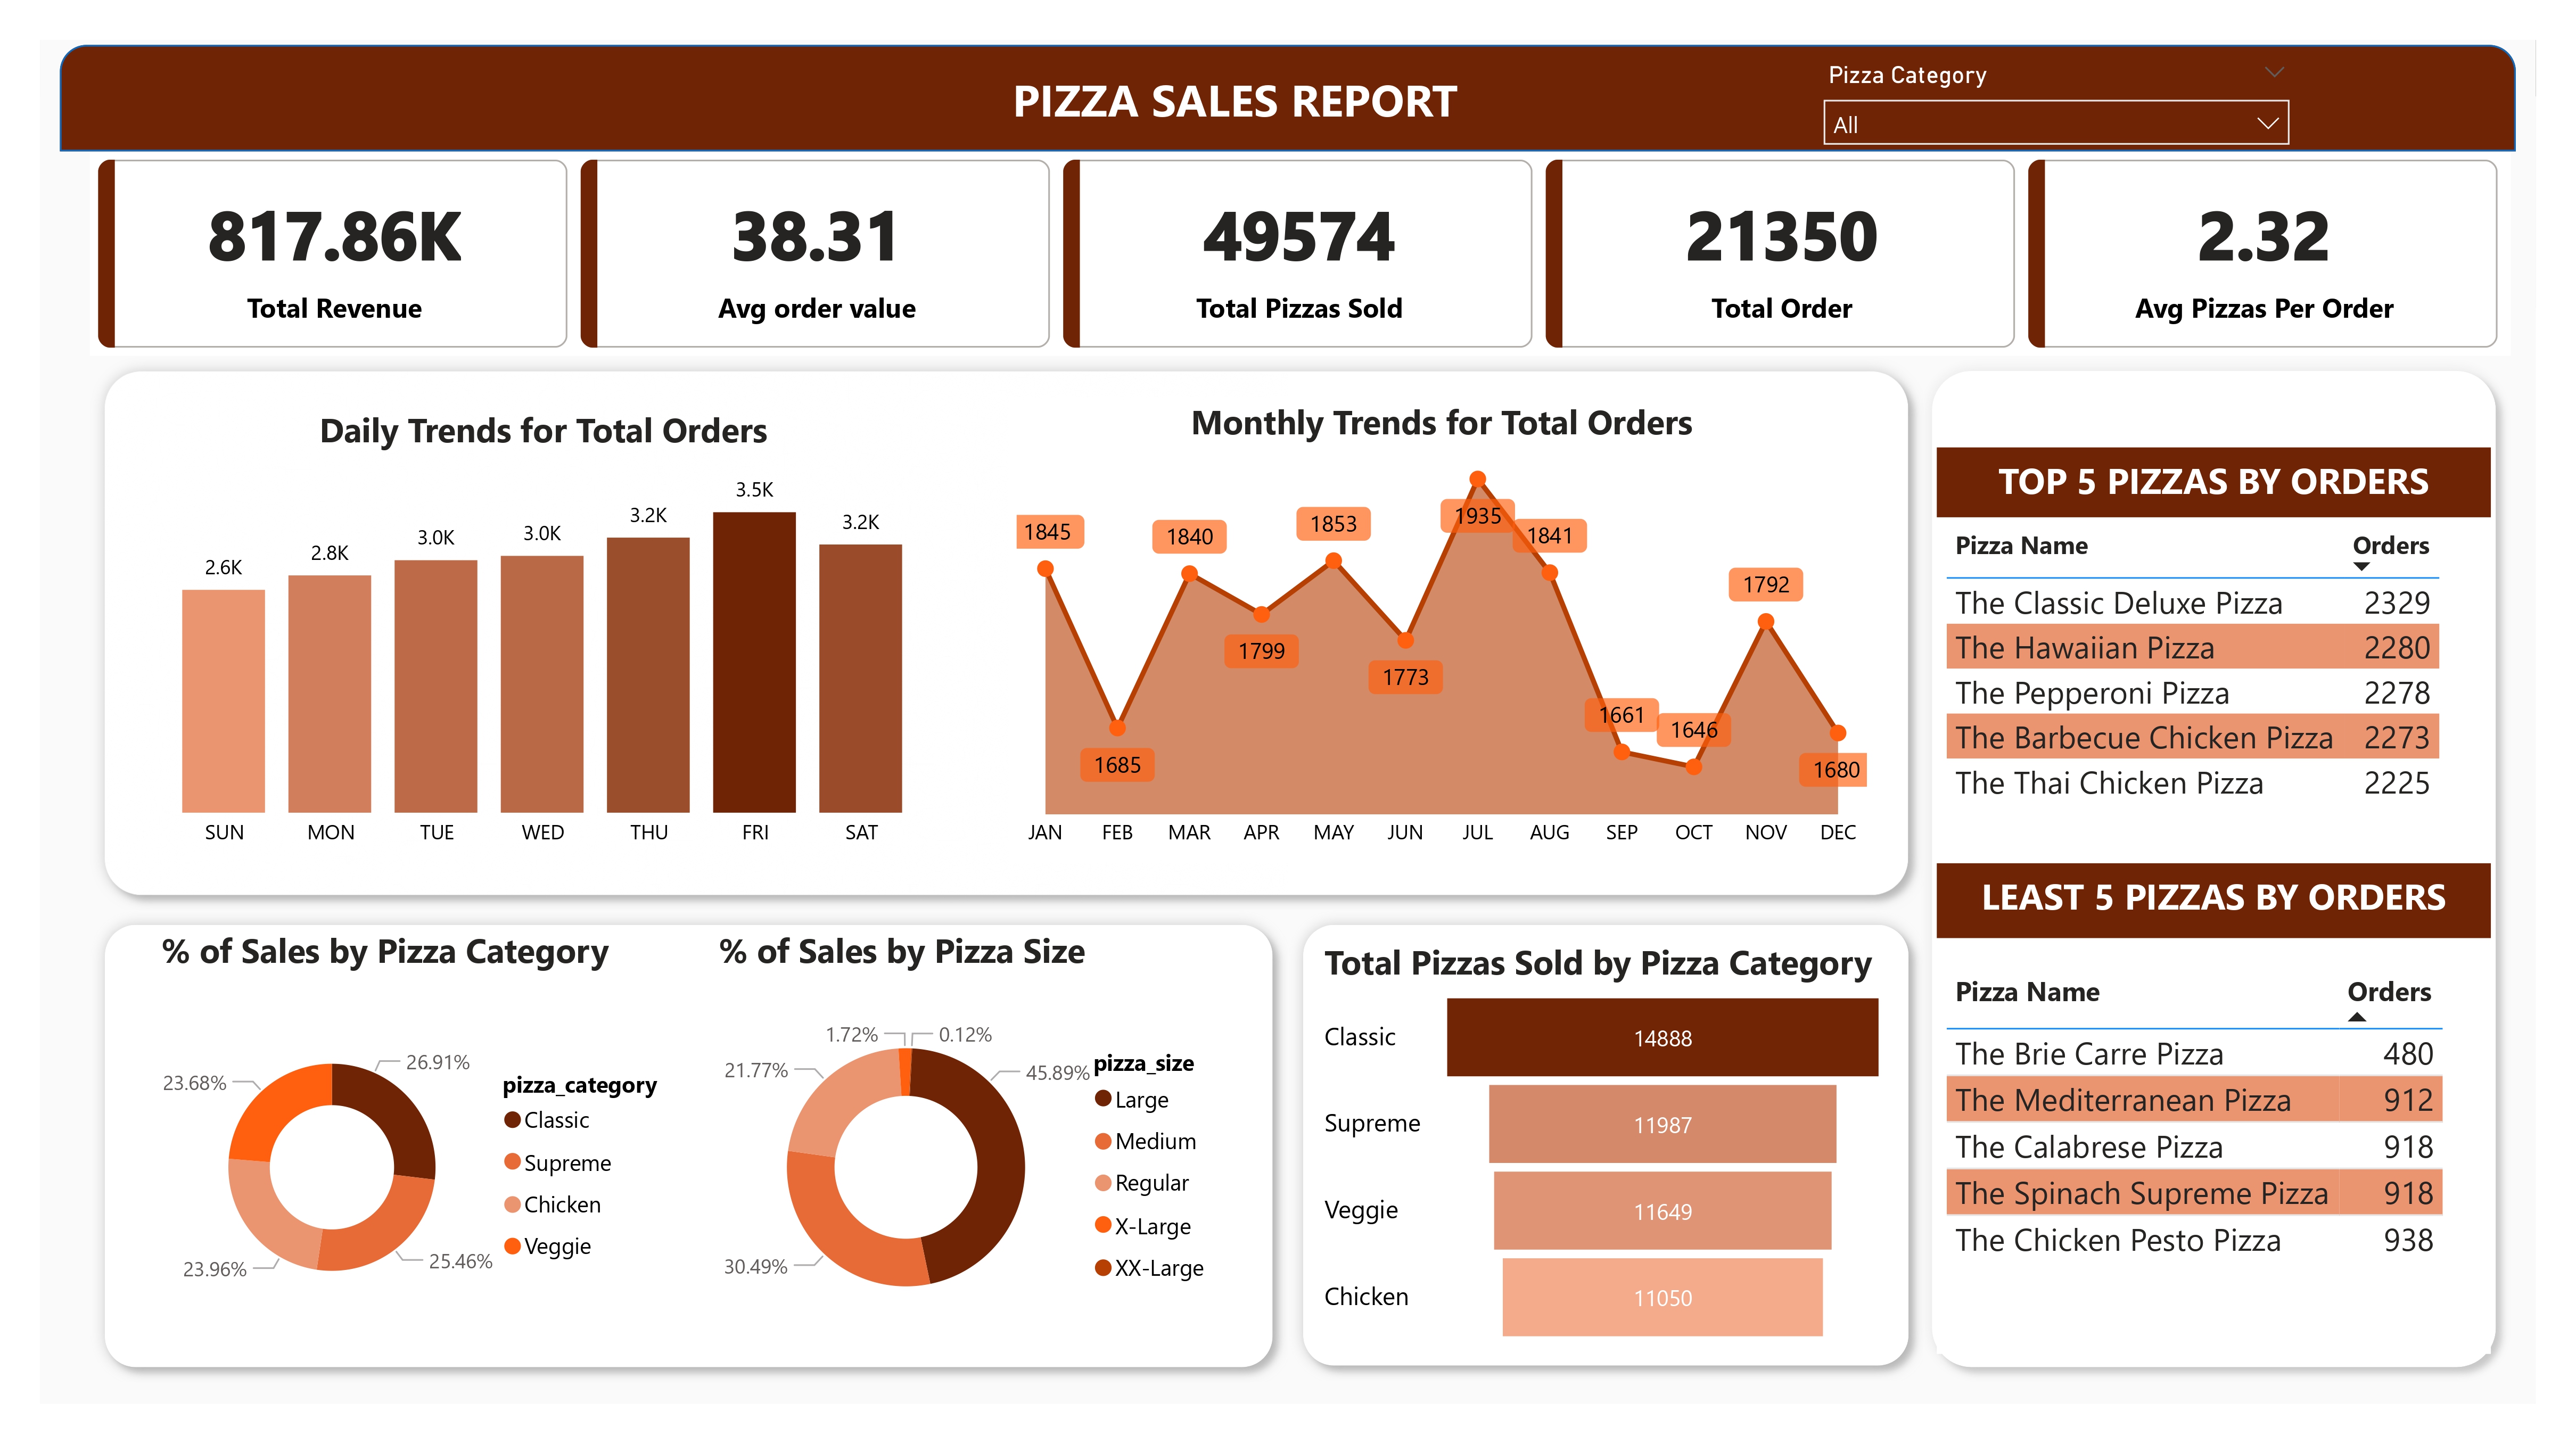 PIZZA SALES REPORT
Pizza Category
All
817.86K
Total Revenue
38.31
Avg order value
49574
Total Pizzas Sold
21350
Total Order
2.32
Avg Pizzas Per Order
Daily Trends for Total Orders
2.6K
2.8K
3.0K
3.0K
3.2K
3.5K
3.2K
SUN MON TUE WED THU FRI SAT
Monthly Trends for Total Orders
1845
1685
1840
1799
1853
1773
1935
1841
1661
1646
1792
1680
JAN FEB MAR APR MAY JUN JUL AUG SEP OCT NOV DEC
TOP 5 PIZZAS BY ORDERS
Pizza Name Orders
The Classic Deluxe Pizza 2329
The Hawaiian Pizza 2280
The Pepperoni Pizza 2278
The Barbecue Chicken Pizza 2273
The Thai Chicken Pizza 2225
% of Sales by Pizza Category
26.91%
23.68%
23.96%
25.46%
pizza_category
Classic
Supreme
Chicken
Veggie
% of Sales by Pizza Size
1.72%
0.12%
21.77%
45.89%
30.49%
pizza_size
Large
Medium
Regular
X-Large
XX-Large
Total Pizzas Sold by Pizza Category
Classic 14888
Supreme 11987
Veggie 11649
Chicken 11050
LEAST 5 PIZZAS BY ORDERS
Pizza Name Orders
The Brie Carre Pizza 480
The Mediterranean Pizza 912
The Calabrese Pizza 918
The Spinach Supreme Pizza 918
The Chicken Pesto Pizza 938